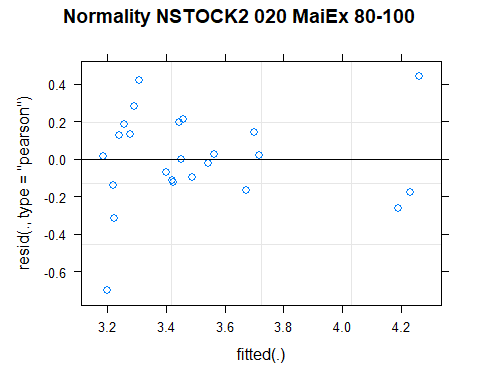 Normality NSTOCK2 020 MaiEx 80-100
resid(., type = "pearson")
0.4
0.2
0.0
-0.2
-0.4
-0.6
3.2 3.4 3.6 3.8 4.0 4.2
fitted(.)